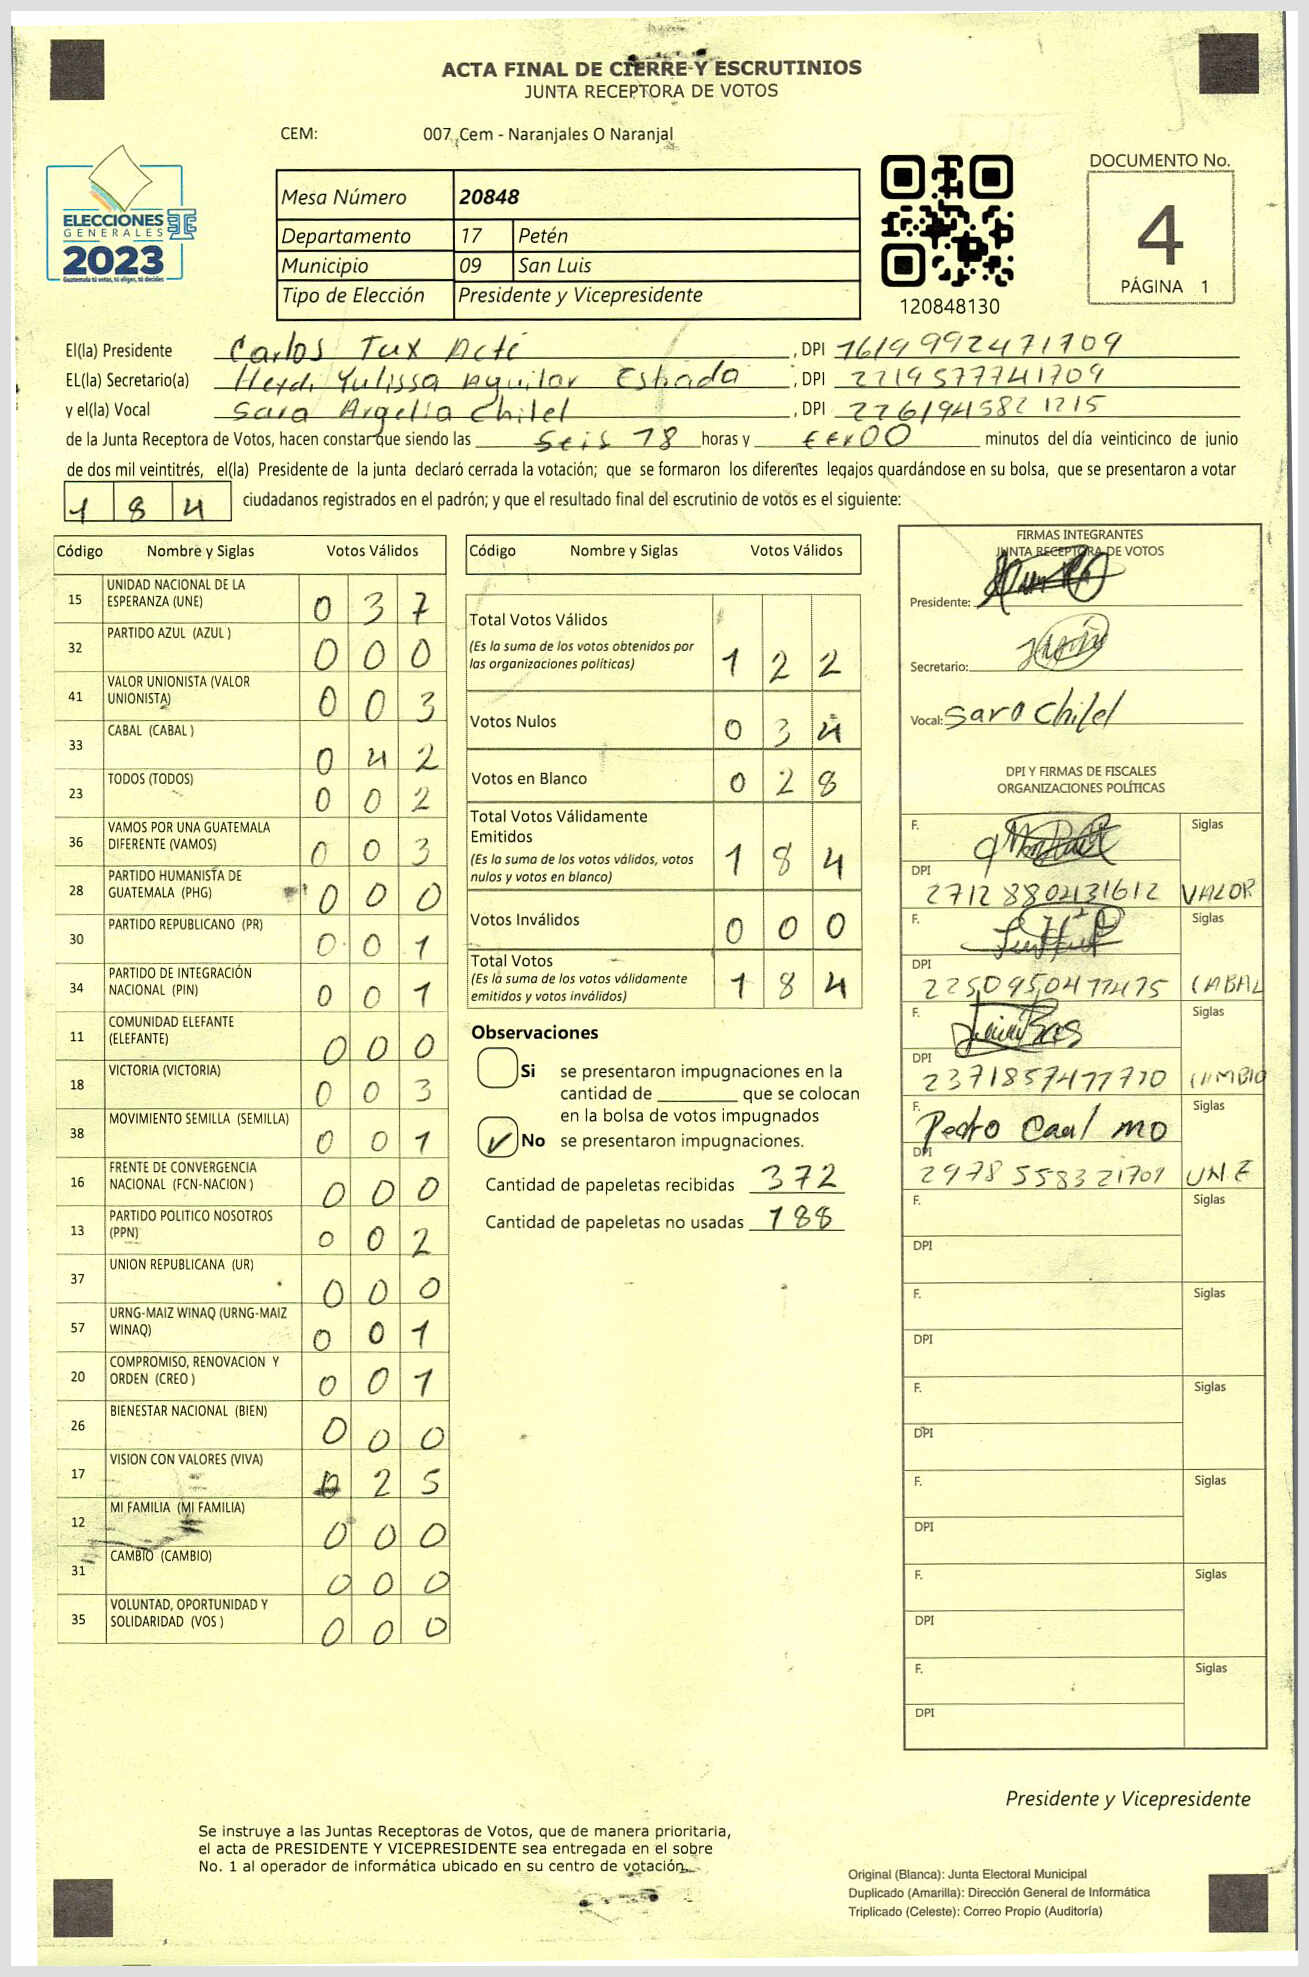 ACTA FINAL DE CIERRE Y ESCRUTINIOS
JUNTA RECEPTORA DE VOTOS
CEM: 007 Cem - Naranjales O Naranjal
ELECCIONES
GENERALES
2023
Guatemala tú votas, tú eliges, tú decides
Mesa Número 20848
Departamento 17 Petén
Municipio 09 San Luis
Tipo de Elección Presidente y Vicepresidente
120848130
DOCUMENTO No.
4
PÁGINA 1
El(la) Presidente Carlos Tux Acté, DPI 1619992471709
EL(la) Secretario(a) Heydi Yulissa Aguilar Estrada, DPI 2219577741709
y el(la) Vocal Sara Argelia Chilel, DPI 2261945821215
de la Junta Receptora de Votos, hacen constar que siendo las seis 18 horas y 00 minutos del día veinticinco de junio
de dos mil veintitrés, el(la) Presidente de la junta declaró cerrada la votación; que se formaron los diferentes legajos quardándose en su bolsa, que se presentaron a votar
184 ciudadanos registrados en el padrón; y que el resultado final del escrutinio de votos es el siguiente:
Código Nombre y Siglas Votos Válidos
15 UNIDAD NACIONAL DE LA
ESPERANZA (UNE) 0 3 7
32 PARTIDO AZUL (AZUL ) 0 0 0
41 VALOR UNIONISTA (VALOR
UNIONISTA) 0 0 3
33 CABAL (CABAL ) 0 4 2
23 TODOS (TODOS) 0 0 2
36 VAMOS POR UNA GUATEMALA
DIFERENTE (VAMOS) 0 0 3
28 PARTIDO HUMANISTA DE
GUATEMALA (PHG) 0 0 0
30 PARTIDO REPUBLICANO (PR) 0 0 1
34 PARTIDO DE INTEGRACIÓN
NACIONAL (PIN) 0 0 1
11 COMUNIDAD ELEFANTE
(ELEFANTE) 0 0 0
18 VICTORIA (VICTORIA) 0 0 3
38 MOVIMIENTO SEMILLA (SEMILLA) 0 0 1
16 FRENTE DE CONVERGENCIA
NACIONAL (FCN-NACION ) 0 0 0
13 PARTIDO POLITICO NOSOTROS
(PPN) 0 0 2
37 UNION REPUBLICANA (UR) 0 0 0
57 URNG-MAIZ WINAQ (URNG-MAIZ
WINAQ) 0 0 1
20 COMPROMISO, RENOVACION Y
ORDEN (CREO ) 0 0 1
26 BIENESTAR NACIONAL (BIEN) 0 0 0
17 VISION CON VALORES (VIVA) 0 2 5
12 MI FAMILIA (MI FAMILIA) 0 0 0
31 CAMBIO (CAMBIO) 0 0 0
35 VOLUNTAD, OPORTUNIDAD Y
SOLIDARIDAD (VOS ) 0 0 0
Código Nombre y Siglas Votos Válidos
Total Votos Válidos
(Es la suma de los votos obtenidos por
las organizaciones políticas) 1 2 2
Votos Nulos 0 3 4
Votos en Blanco 0 2 8
Total Votos Válidamente
Emitidos
(Es la suma de los votos válidos, votos
nulos y votos en blanco) 1 8 4
Votos Inválidos 0 0 0
Total Votos
(Es la suma de los votos válidamente
emitidos y votos inválidos) 1 8 4
Observaciones
Si se presentaron impugnaciones en la
cantidad de ________ que se colocan
en la bolsa de votos impugnados
No se presentaron impugnaciones.
Cantidad de papeletas recibidas 372
Cantidad de papeletas no usadas 188
FIRMAS INTEGRANTES
JUNTA RECEPTORA DE VOTOS
Presidente:
Secretario:
Vocal: Sara Chilel
DPI Y FIRMAS DE FISCALES
ORGANIZACIONES POLÍTICAS
F. Siglas
DPI
2712880431612 VALOR
F. Siglas
DPI
2250950477475 CABAL
F. Siglas
DPI
2371857477710 CAMBIO
F. Siglas
Pedro Caal MO
DPI
2978558321709 UNE
F. Siglas
DPI
F. Siglas
DPI
F. Siglas
DPI
F. Siglas
DPI
F. Siglas
DPI
F. Siglas
DPI
Presidente y Vicepresidente
Se instruye a las Juntas Receptoras de Votos, que de manera prioritaria,
el acta de PRESIDENTE Y VICEPRESIDENTE sea entregada en el sobre
No. 1 al operador de informática ubicado en su centro de votación.
Original (Blanca): Junta Electoral Municipal
Duplicado (Amarilla): Dirección General de Informática
Triplicado (Celeste): Correo Propio (Auditoría)